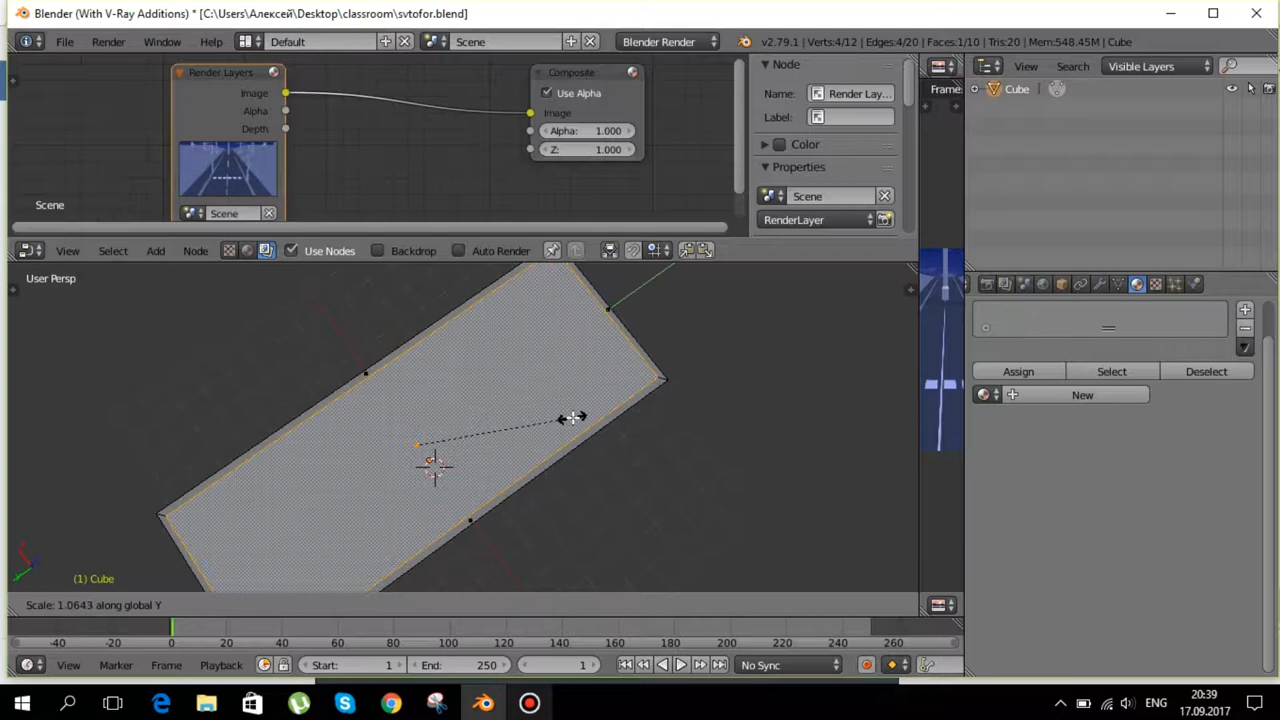 Blender (With V-Ray Additions) * [C:\Users\Алексей\Desktop\classroom\svtofor.blend]
File Render Window Help Default Scene Blender Render v2.79.1 | Verts:4/12 | Edges:4/20 | Faces:1/10 | Tris:20 | Mem:548.45M | Cube
Render Layers
Image
Alpha
Depth
Scene
Composite
Use Alpha
Image
Alpha: 1.000
Z: 1.000
Scene
Node
Name: Render Lay...
Label:
Color
Properties
Scene
RenderLayer
Frame:
View Search Visible Layers
Cube
View Select Add Node Use Nodes Backdrop Auto Render
User Persp
(1) Cube
Assign Select Deselect
New
Scale: 1.0643 along global Y
-40 -20 0 20 40 60 80 100 120 140 160 180 200 220 240 260
View Marker Frame Playback Start: 1 End: 250 1 No Sync
ENG
20:39
17.09.2017